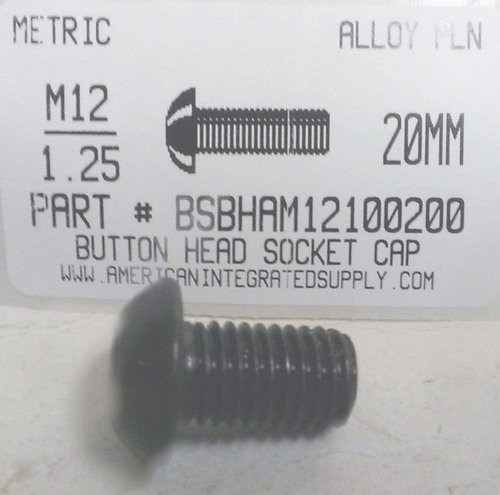 METRIC ALLOY PLN
M12
1.25
20MM
PART # BSBHAM12100200
BUTTON HEAD SOCKET CAP
WWW.AMERICANINTEGRATEDSUPPLY.COM